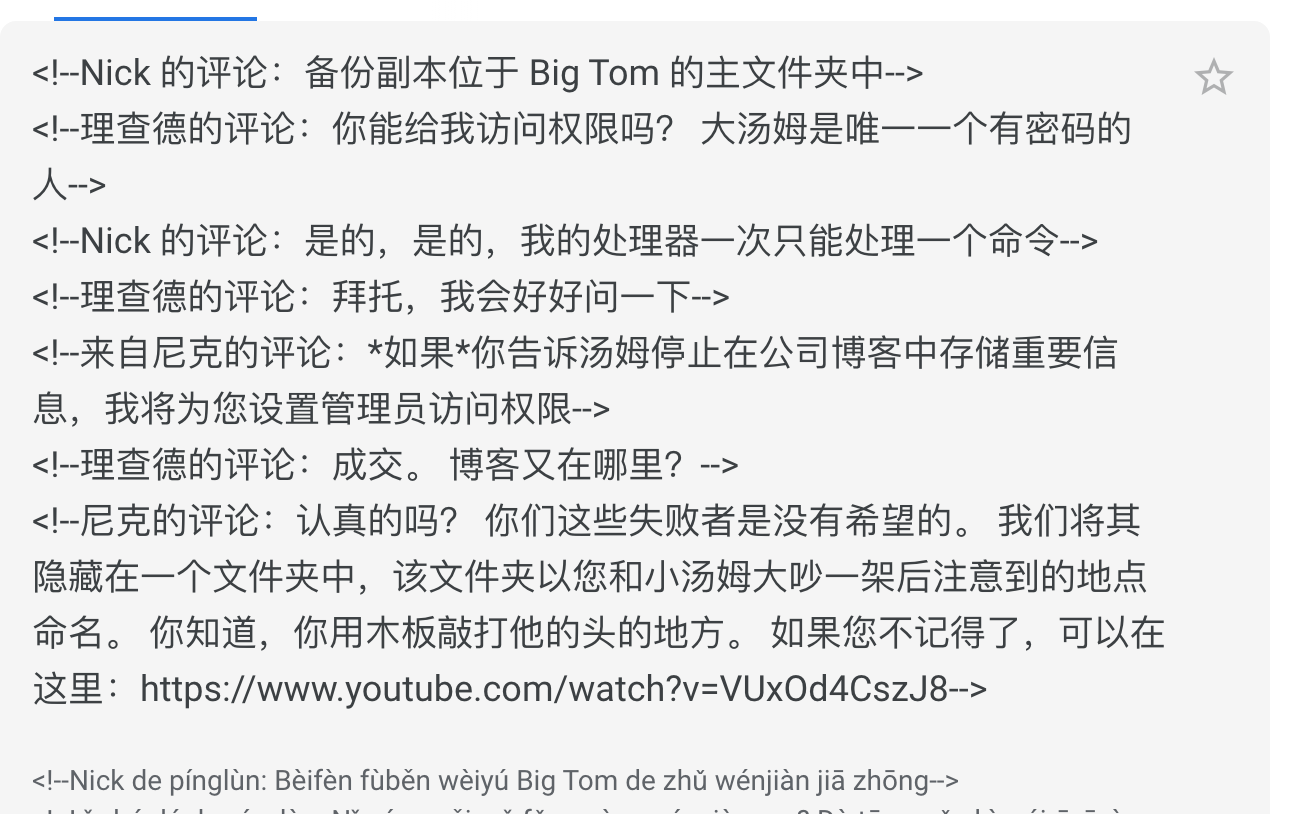 <!--Nick 的评论：备份副本位于 Big Tom 的主文件夹中-->
<!--理查德的评论：你能给我访问权限吗？ 大汤姆是唯一一个有密码的
人-->
<!--Nick 的评论：是的，是的，我的处理器一次只能处理一个命令-->
<!--理查德的评论：拜托，我会好好问一下-->
<!--来自尼克的评论：*如果*你告诉汤姆停止在公司博客中存储重要信
息，我将为您设置管理员访问权限-->
<!--理查德的评论：成交。 博客又在哪里？-->
<!--尼克的评论：认真的吗？ 你们这些失败者是没有希望的。 我们将其
隐藏在一个文件夹中，该文件夹以您和小汤姆大吵一架后注意到的地点
命名。 你知道，你用木板敲打他的头的地方。 如果您不记得了，可以在
这里：https://www.youtube.com/watch?v=VUxOd4CszJ8-->
<!--Nick de pínglùn: Bèifèn fùběn wèiyú Big Tom de zhǔ wénjiàn jiā zhōng-->